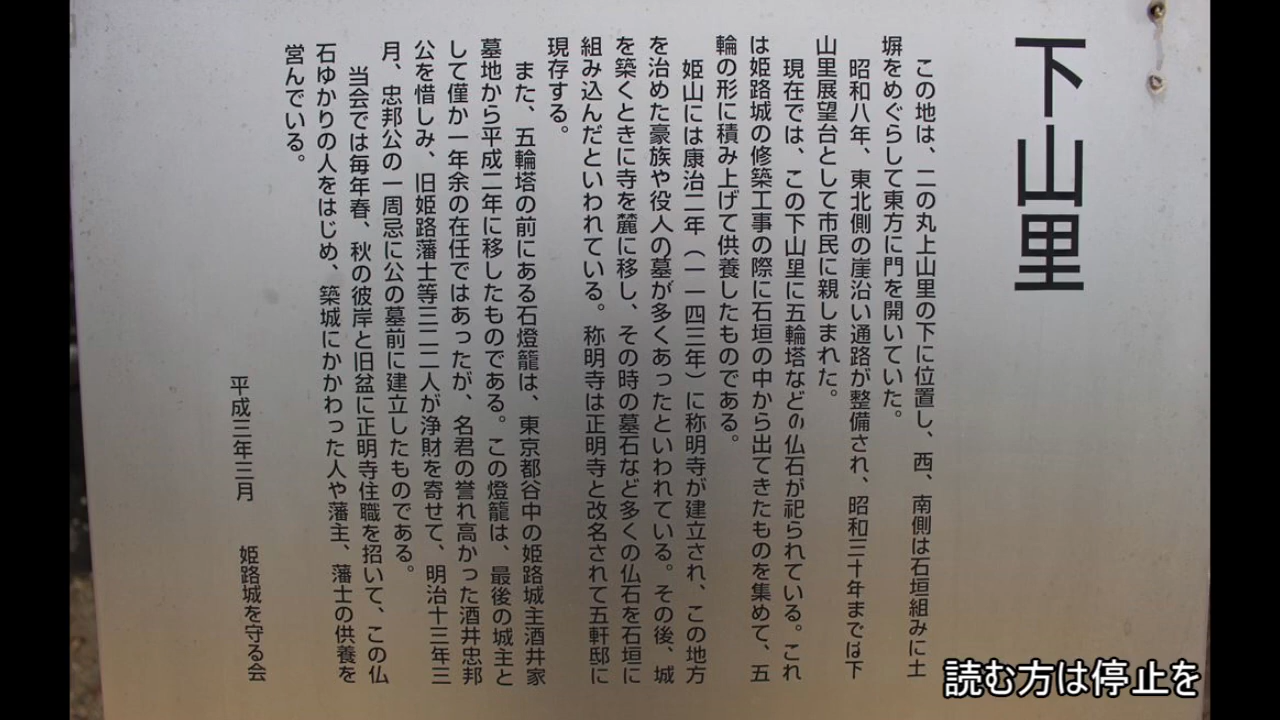 下山里
この地は、二の丸上山里の下に位置し、西、南側は石垣組みに土
塀をめぐらして東方に門を開いていた。
昭和八年、東北側の崖沿い通路が整備され、昭和三十年までは下
山里展望台として市民に親しまれた。
現在では、この下山里に五輪塔などの仏石が祀られている。これ
は姫路城の修築工事の際に石垣の中から出てきたものを集めて、五
輪の形に積み上げて供養したものである。
姫山には康治二年(一一四三年)に称明寺が建立され、この地方
を治めた豪族や役人の墓が多くあったといわれている。その後、城
を築くときに寺を麓に移し、その時の墓石など多くの仏石を石垣に
組み込んだといわれている。称明寺は正明寺と改名されて五軒邸に
現存する。
また、五輪塔の前にある石燈籠は、東京都谷中の姫路城主酒井家
墓地から平成二年に移したものである。この燈籠は、最後の城主と
して僅か一年余の在任ではあったが、名君の誉れ高かった酒井忠邦
公を惜しみ、旧姫路藩士等三二二人が浄財を寄せて、明治十三年三
月、忠邦公の一周忌に公の墓前に建立したものである。
当会では毎年春、秋の彼岸と旧盆に正明寺住職を招いて、この仏
石ゆかりの人をはじめ、築城にかかわった人や藩主、藩士の供養を
営んでいる。
平成三年三月 姫路城を守る会
読む方は停止を